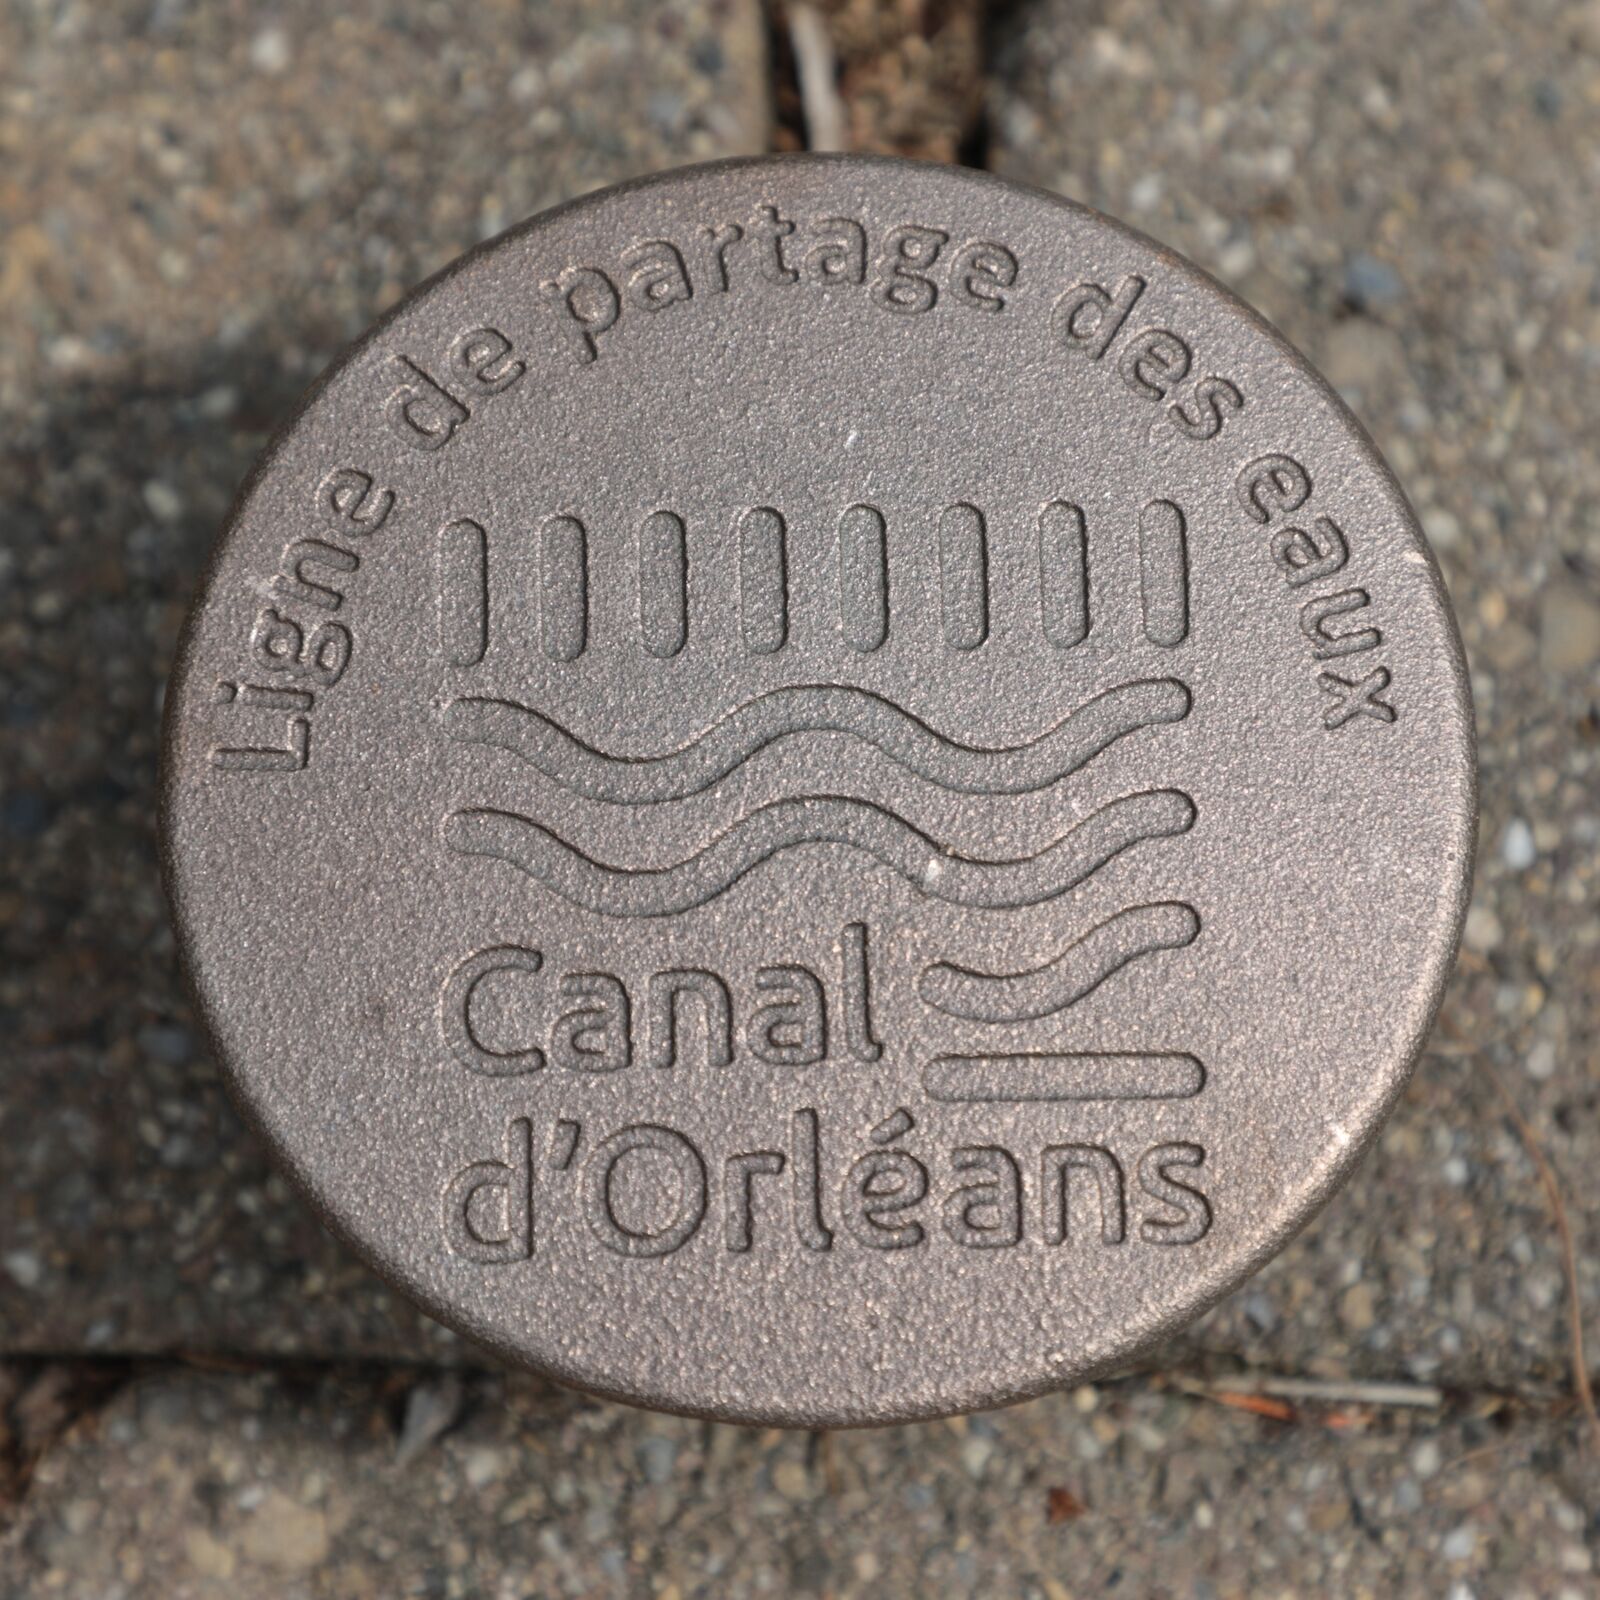 Ligne de partage des eaux
Canal
d'Orléans